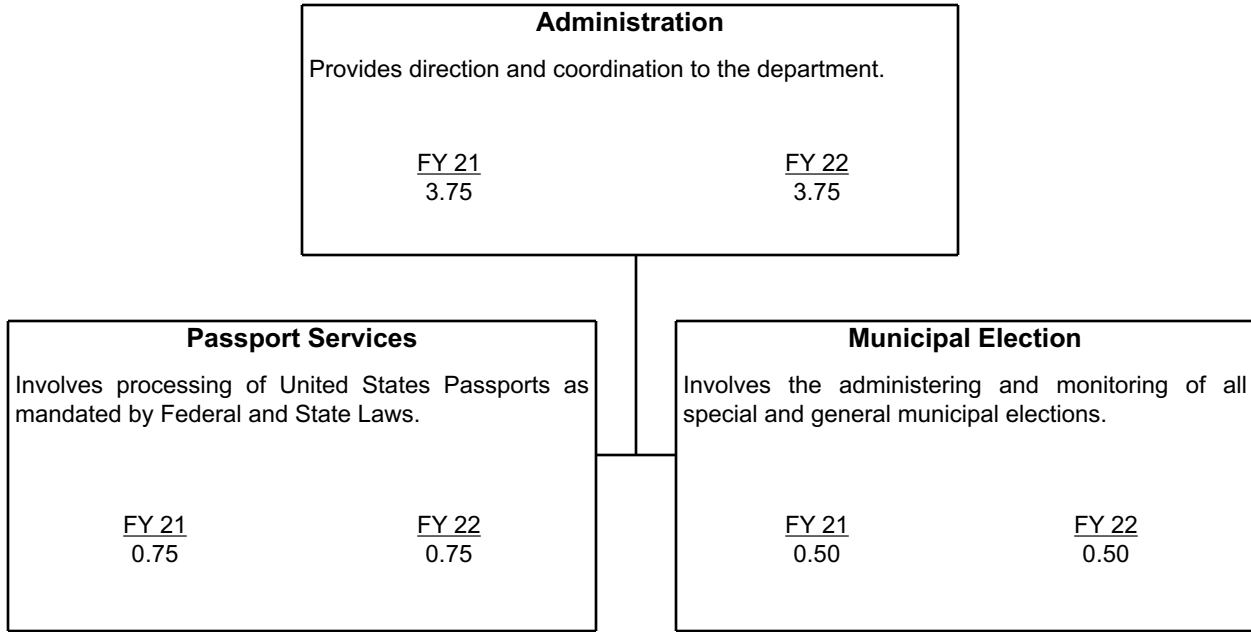 Administration
Provides direction and coordination to the department.
FY 21 FY 22
3.75 3.75
Passport Services
Involves processing of United States Passports as
mandated by Federal and State Laws.
FY 21 FY 22
0.75 0.75
Municipal Election
Involves the administering and monitoring of all
special and general municipal elections.
FY 21 FY 22
0.50 0.50